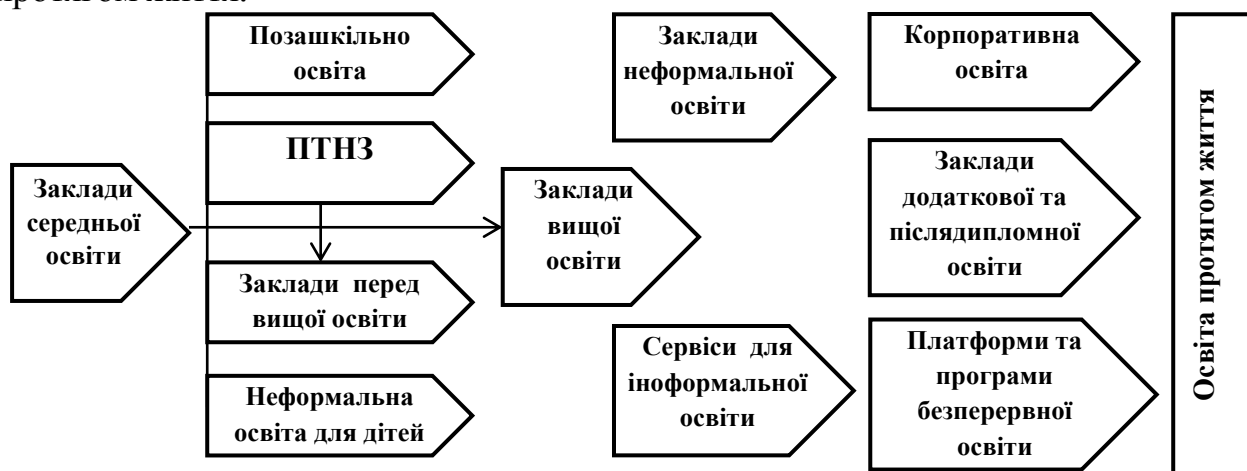 протягом життя.
Позашкільно
освіта
ПТНЗ
Заклади
середньої
освіти
Заклади перед
вищої освіти
Неформальна
освіта для дітей
Заклади
вищої
освіти
Заклади
неформальної
освіти
Сервіси для
іноформальної
освіти
Корпоративна
освіта
Заклади
додаткової та
післядипломної
освіти
Платформи та
програми
безперервної
освіти
Освіта протягом життя